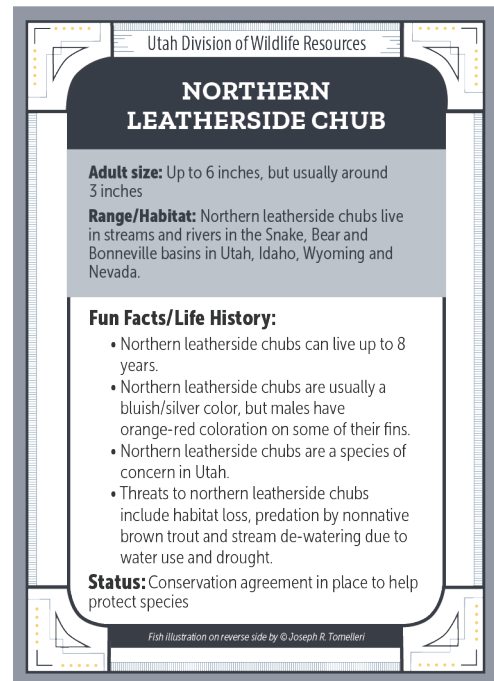 Utah Division of Wildlife Resources
NORTHERN
LEATHERSIDE CHUB
Adult size: Up to 6 inches, but usually around
3 inches
Range/Habitat: Northern leatherside chubs live
in streams and rivers in the Snake, Bear and
Bonneville basins in Utah, Idaho, Wyoming and
Nevada.
Fun Facts/Life History:
• Northern leatherside chubs can live up to 8
years.
• Northern leatherside chubs are usually a
bluish/silver color, but males have
orange-red coloration on some of their fins.
• Northern leatherside chubs are a species of
concern in Utah.
• Threats to northern leatherside chubs
include habitat loss, predation by nonnative
brown trout and stream de-watering due to
water use and drought.
Status: Conservation agreement in place to help
protect species
Fish illustration on reverse side by © Joseph R. Tomelleri